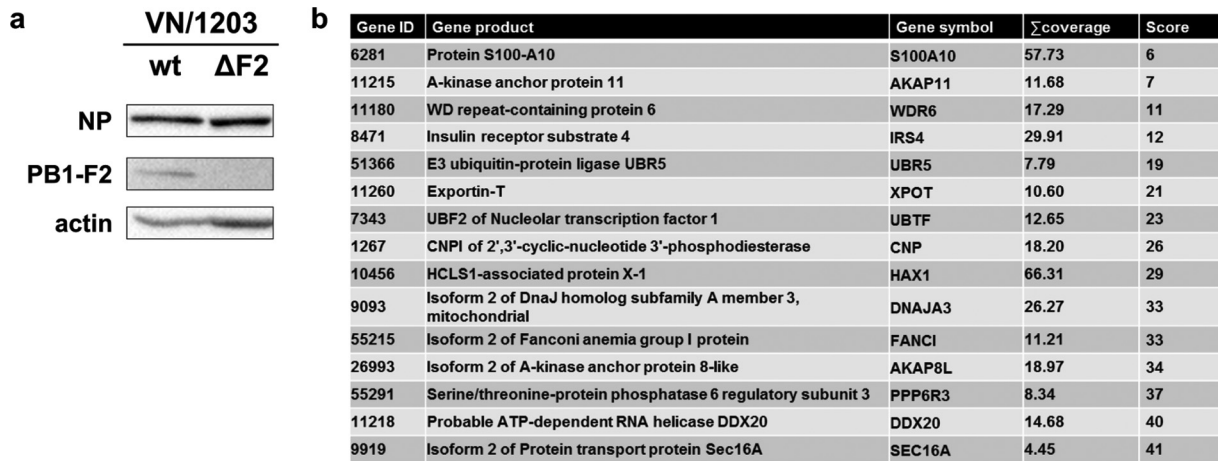 a
VN/1203
wt ΔF2
NP
PB1-F2
actin
b
Gene ID Gene product Gene symbol ∑coverage Score
6281 Protein S100-A10 S100A10 57.73 6
11215 A-kinase anchor protein 11 AKAP11 11.68 7
11180 WD repeat-containing protein 6 WDR6 17.29 11
8471 Insulin receptor substrate 4 IRS4 29.91 12
51366 E3 ubiquitin-protein ligase UBR5 UBR5 7.79 19
11260 Exportin-T XPOT 10.60 21
7343 UBF2 of Nucleolar transcription factor 1 UBTF 12.65 23
1267 CNPI of 2',3'-cyclic-nucleotide 3'-phosphodiesterase CNP 18.20 26
10456 HCLS1-associated protein X-1 HAX1 66.31 29
9093 Isoform 2 of DnaJ homolog subfamily A member 3, mitochondrial DNAJA3 26.27 33
55215 Isoform 2 of Fanconi anemia group I protein FANCI 11.21 33
26993 Isoform 2 of A-kinase anchor protein 8-like AKAP8L 18.97 34
55291 Serine/threonine-protein phosphatase 6 regulatory subunit 3 PPP6R3 8.34 37
11218 Probable ATP-dependent RNA helicase DDX20 DDX20 14.68 40
9919 Isoform 2 of Protein transport protein Sec16A SEC16A 4.45 41